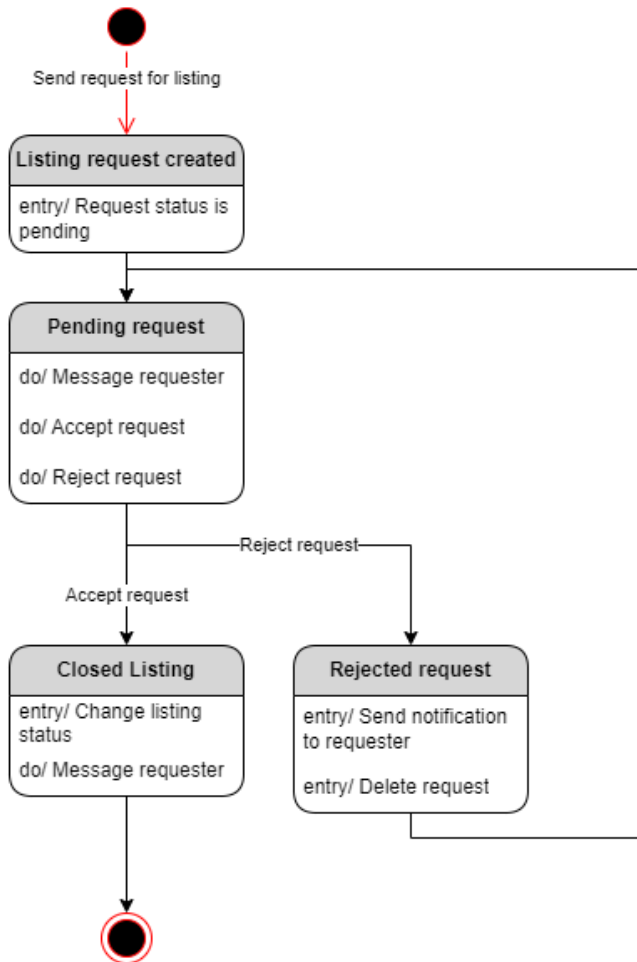 Send request for listing
Listing request created
entry/ Request status is
pending
Pending request
do/ Message requester
do/ Accept request
do/ Reject request
Reject request
Accept request
Closed Listing
entry/ Change listing
status
do/ Message requester
Rejected request
entry/ Send notification
to requester
entry/ Delete request